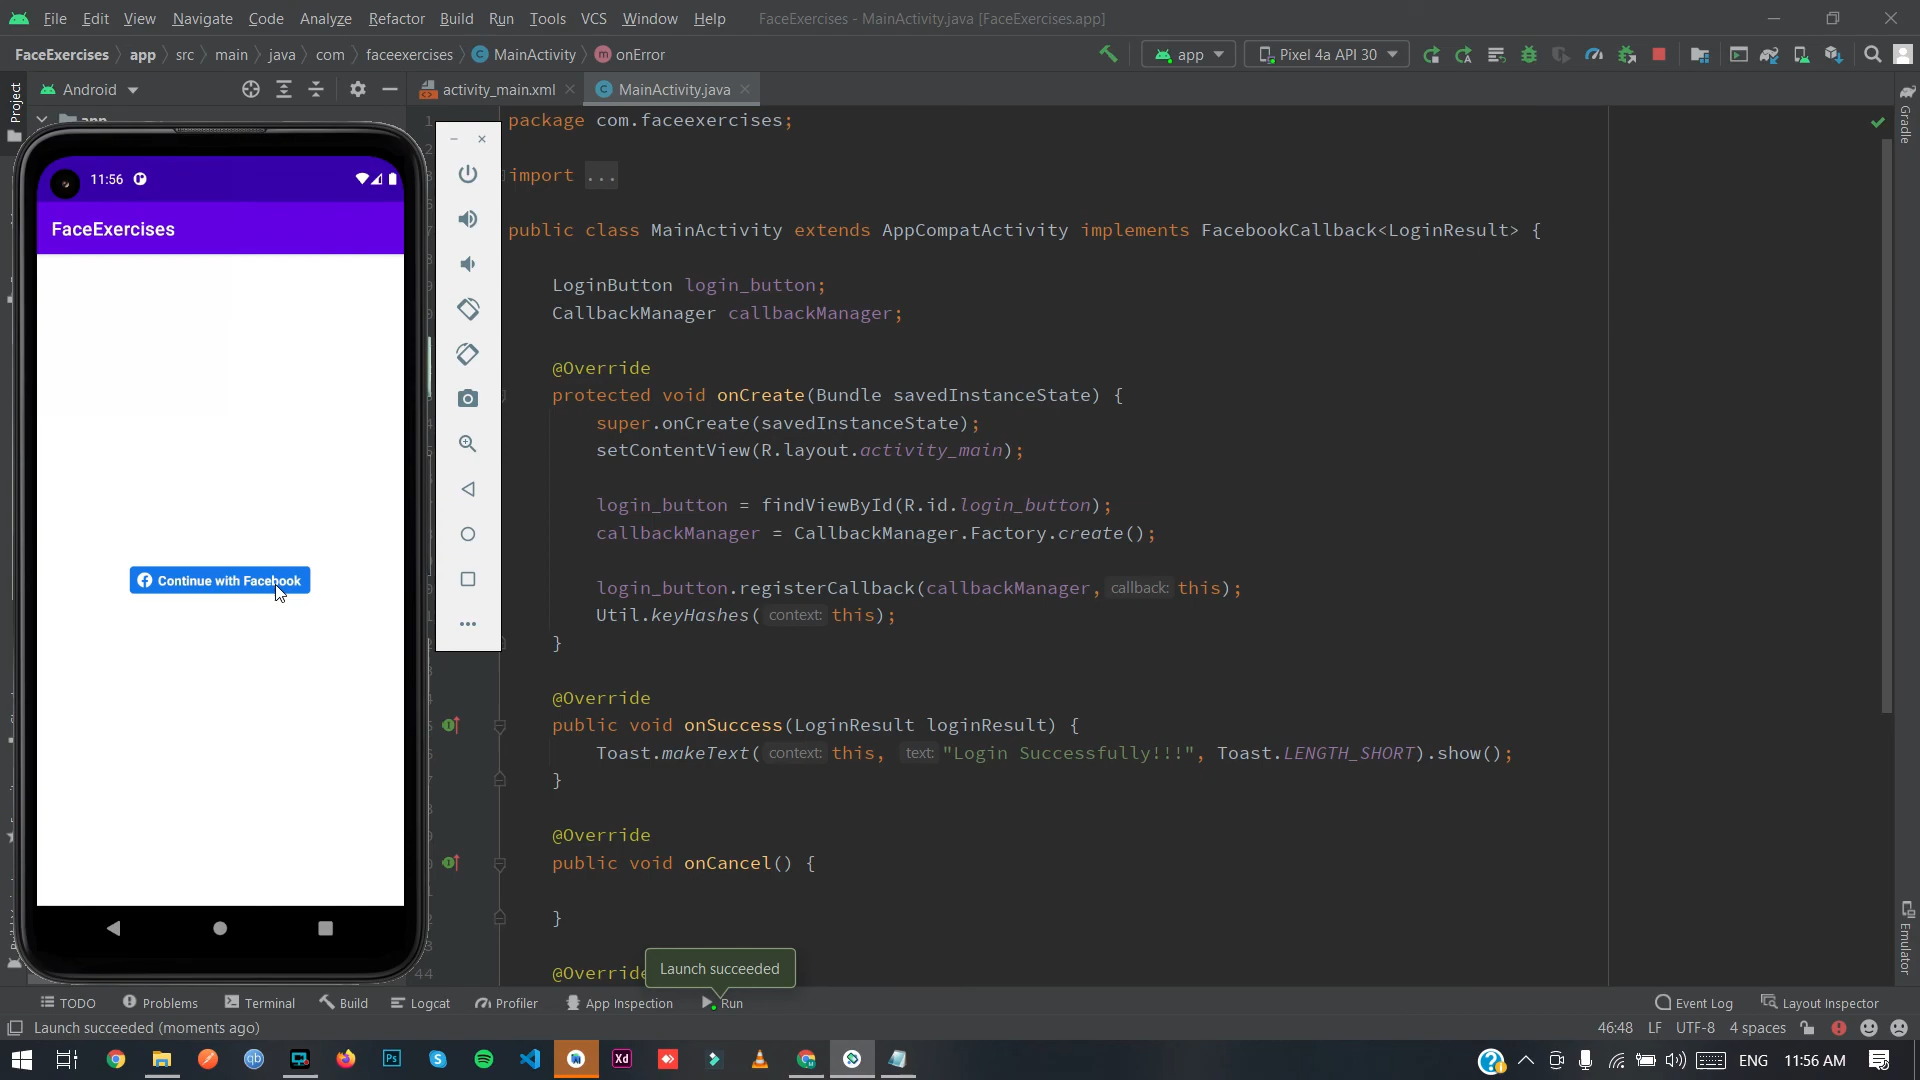 File Edit View Navigate Code Analyze Refactor Build Run Tools VCS Window Help FaceExercises - MainActivity.java [FaceExercises.app]
FaceExercises app src main java com faceexercises MainActivity onError app Pixel 4a API 30
Project Android activity_main.xml MainActivity.java Gradle
app
11:56
FaceExercises
Continue with Facebook
package com.faceexercises;
import ...
public class MainActivity extends AppCompatActivity implements FacebookCallback<LoginResult> {
LoginButton login_button;
CallbackManager callbackManager;
@Override
protected void onCreate(Bundle savedInstanceState) {
super.onCreate(savedInstanceState);
setContentView(R.layout.activity_main);
login_button = findViewById(R.id.login_button);
callbackManager = CallbackManager.Factory.create();
login_button.registerCallback(callbackManager, callback: this);
Util.keyHashes( context: this);
}
@Override
public void onSuccess(LoginResult loginResult) {
Toast.makeText( context: this, text: "Login Successfully!!!", Toast.LENGTH_SHORT).show();
}
@Override
public void onCancel() {
}
44 @Override
Launch succeeded
Emulator
TODO Problems Terminal Build Logcat Profiler App Inspection Run Event Log Layout Inspector
Launch succeeded (moments ago) 46:48 LF UTF-8 4 spaces
ENG 11:56 AM